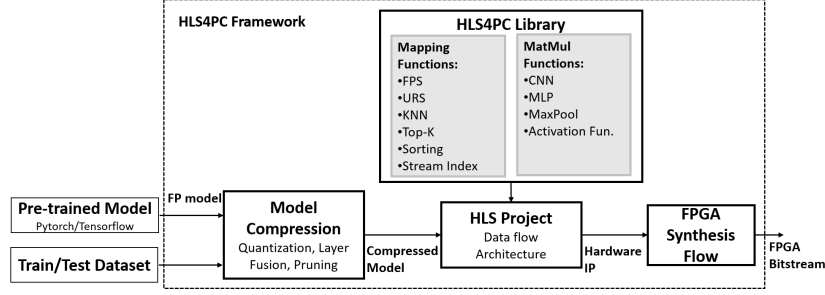 HLS4PC Framework
HLS4PC Library
Mapping
Functions:
•FPS
•URS
•KNN
•Top-K
•Sorting
•Stream Index
MatMul
Functions:
•CNN
•MLP
•MaxPool
•Activation Fun.
Pre-trained Model
Pytorch/Tensorflow
Train/Test Dataset
FP model
Model
Compression
Quantization, Layer
Fusion, Pruning
Compressed
Model
HLS Project
Data flow
Architecture
Hardware
IP
FPGA
Synthesis
Flow
FPGA
Bitstream